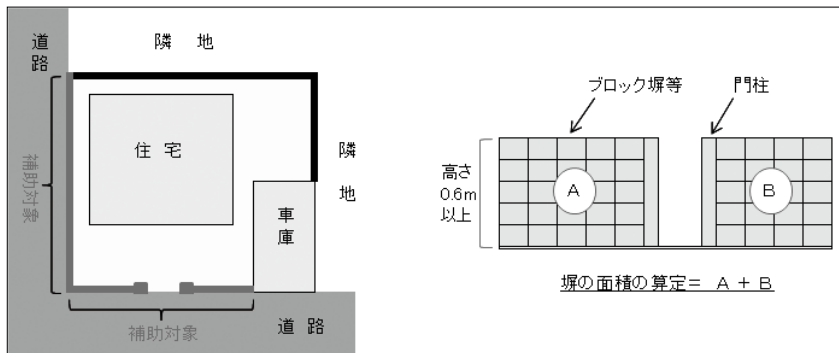 道路
隣 地
住 宅
隣地
補助対象
車庫
補助対象
道 路
ブロック塀等
門柱
高さ
0.6m
以上
A
B
塀の面積の算定= A + B